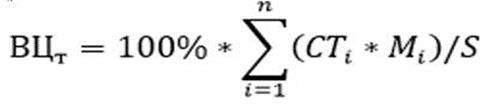 ВЦт = 100% * ∑ⁿᵢ₌₁(CTᵢ * Mᵢ)/S